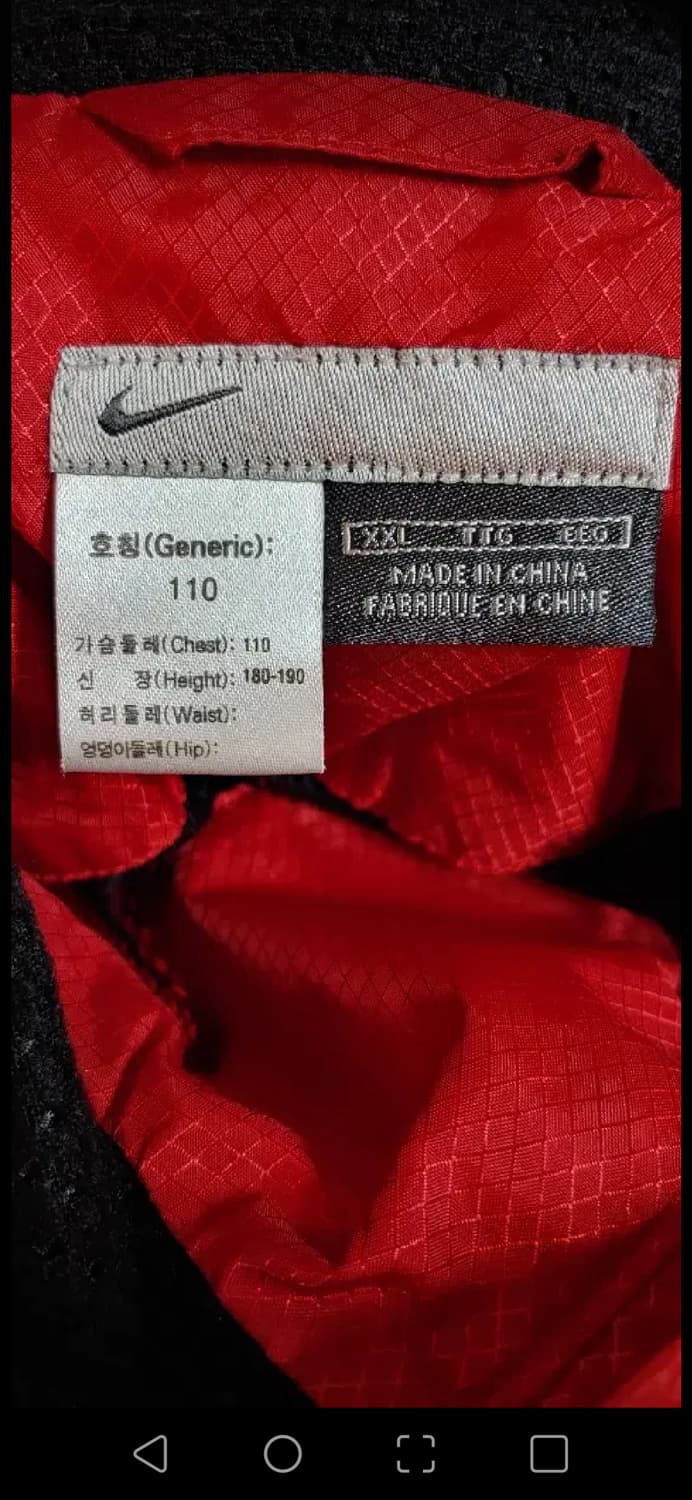 호칭(Generic):
110
가슴둘레(Chest): 110
신 장(Height): 180-190
허리둘레(Waist):
엉덩이둘레(Hip):
XXL TTG EEG
MADE IN CHINA
FABRIQUE EN CHINE